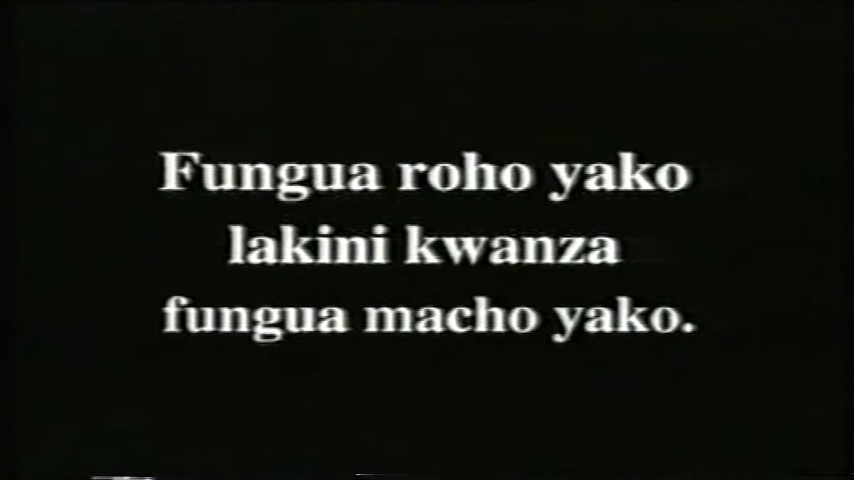 Fungua roho yako
lakini kwanza
fungua macho yako.